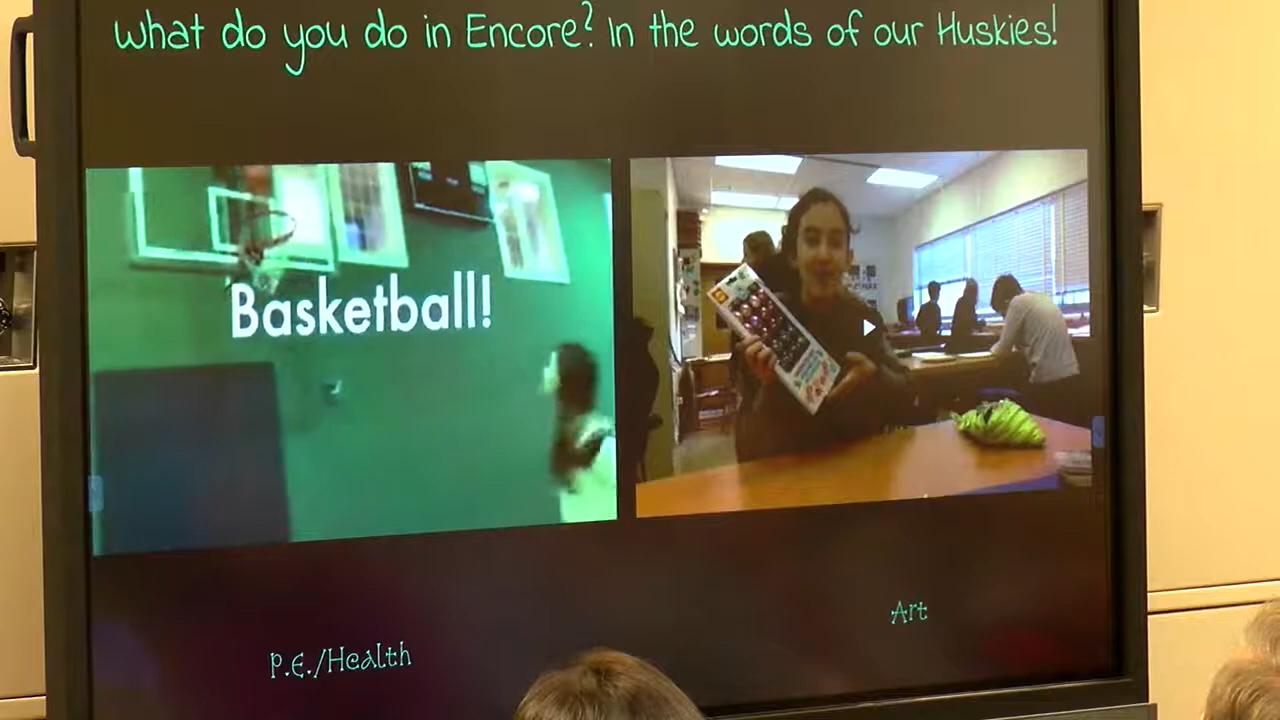 What do you do in Encore? In the words of our Huskies!
Basketball!
P.E./Health
Art